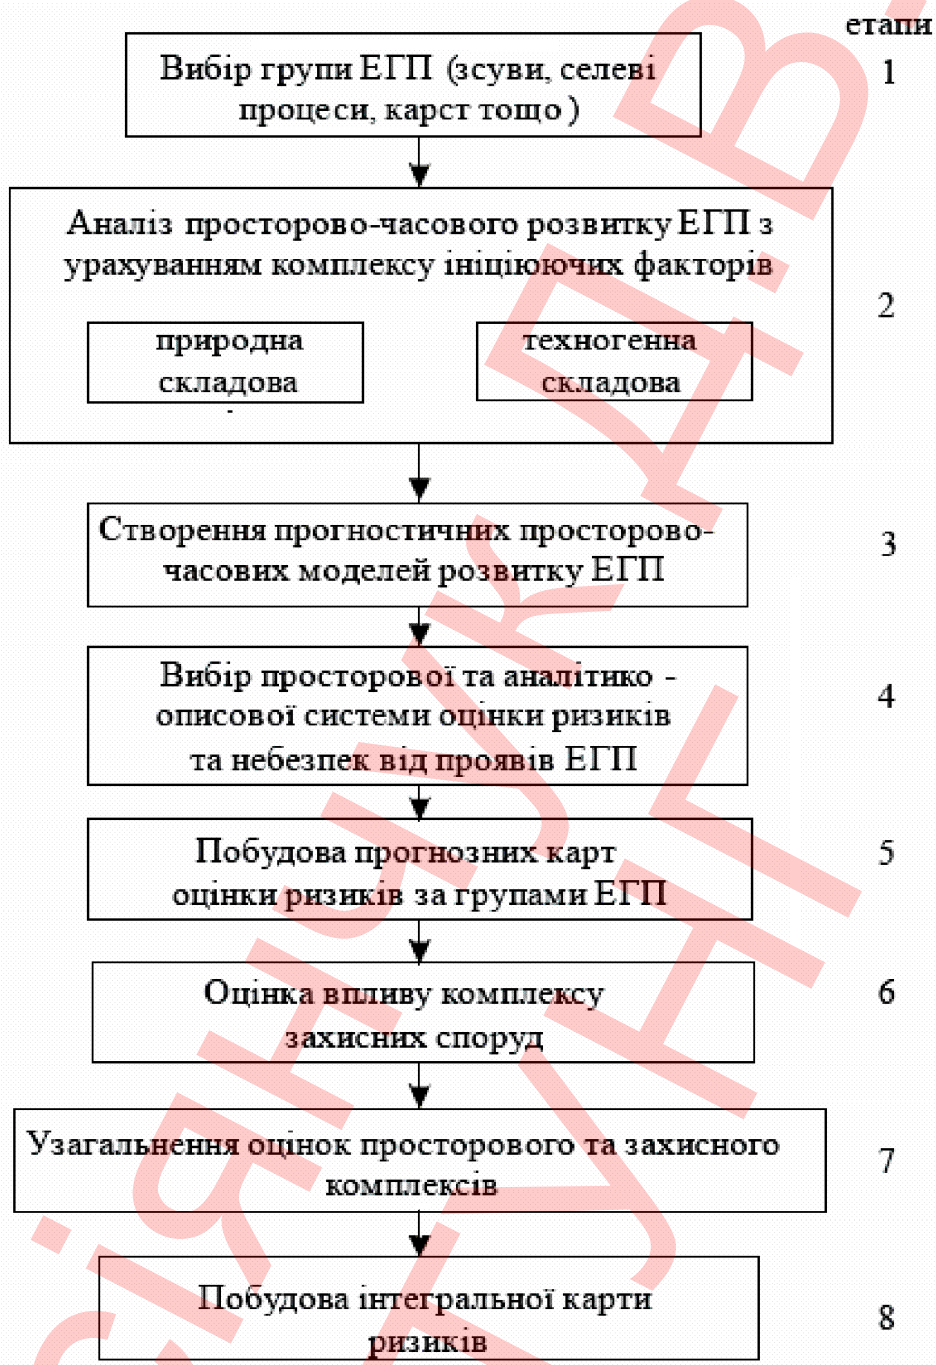 етапи
Вибір групи ЕГП (зсуви, селеві
процеси, карст тощо )
1
Аналіз просторово-часового розвитку ЕГП з
урахуванням комплексу ініціюючих факторів
2
природна
складова
техногенна
складова
Створення прогностичних просторово-
часових моделей розвитку ЕГП
3
Вибір просторової та аналітико -
описової системи оцінки ризиків
та небезпек від проявів ЕГП
4
Побудова прогнозних карт
оцінки ризиків за групами ЕГП
5
Оцінка впливу комплексу
захисних споруд
6
Узагальнення оцінок просторового та захисного
комплексів
7
Побудова інтегральної карти
ризиків
8